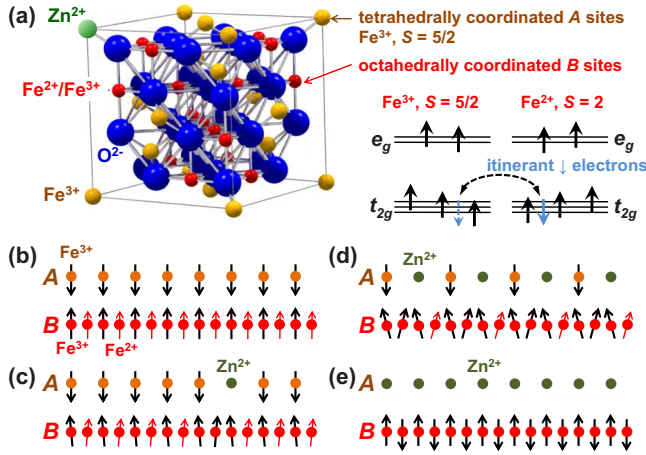 (a)
Zn2+
tetrahedrally coordinated A sites
Fe3+, S = 5/2
octahedrally coordinated B sites
Fe2+/Fe3+
O2-
Fe3+
Fe3+, S = 5/2
Fe2+, S = 2
eg
eg
itinerant ↓ electrons
t2g
t2g
(b)
Fe3+
A
B
Fe3+
Fe2+
(c)
Zn2+
A
B
(d)
Zn2+
A
B
(e)
Zn2+
A
B